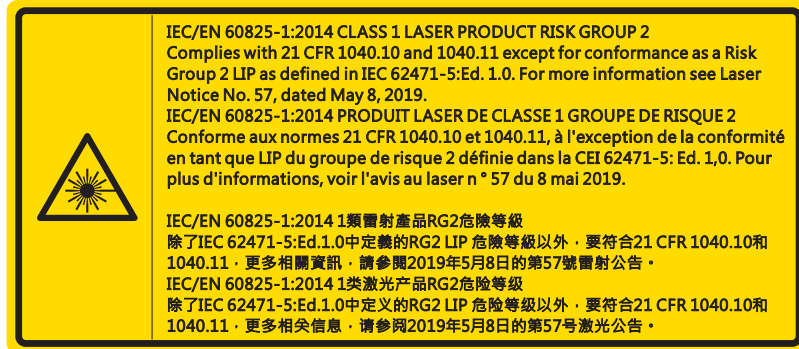 IEC/EN 60825-1:2014 CLASS 1 LASER PRODUCT RISK GROUP 2
Complies with 21 CFR 1040.10 and 1040.11 except for conformance as a Risk
Group 2 LIP as defined in IEC 62471-5:Ed. 1.0. For more information see Laser
Notice No. 57, dated May 8, 2019.
IEC/EN 60825-1:2014 PRODUIT LASER DE CLASSE 1 GROUPE DE RISQUE 2
Conforme aux normes 21 CFR 1040.10 et 1040.11, à l'exception de la conformité
en tant que LIP du groupe de risque 2 définie dans la CEI 62471-5: Ed. 1,0. Pour
plus d'informations, voir l'avis au laser n ° 57 du 8 mai 2019.
IEC/EN 60825-1:2014 1類雷射產品RG2危險等級
除了IEC 62471-5:Ed.1.0中定義的RG2 LIP 危險等級以外，要符合21 CFR 1040.10和
1040.11，更多相關資訊，請參閱2019年5月8日的第57號雷射公告。
IEC/EN 60825-1:2014 1类激光产品RG2危险等级
除了IEC 62471-5:Ed.1.0中定义的RG2 LIP 危险等级以外，要符合21 CFR 1040.10和
1040.11，更多相关信息，请参阅2019年5月8日的第57号激光公告。